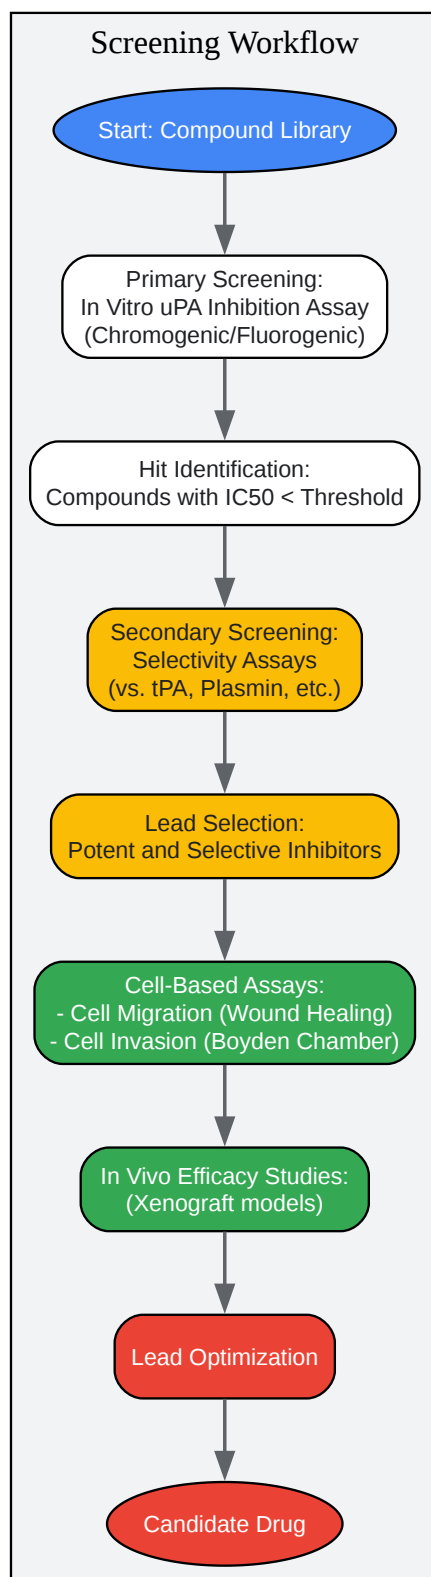 Screening Workflow
Start: Compound Library
Primary Screening:
In Vitro uPA Inhibition Assay
(Chromogenic/Fluorogenic)
Hit Identification:
Compounds with IC50 < Threshold
Secondary Screening:
Selectivity Assays
(vs. tPA, Plasmin, etc.)
Lead Selection:
Potent and Selective Inhibitors
Cell-Based Assays:
- Cell Migration (Wound Healing)
- Cell Invasion (Boyden Chamber)
In Vivo Efficacy Studies:
(Xenograft models)
Lead Optimization
Candidate Drug